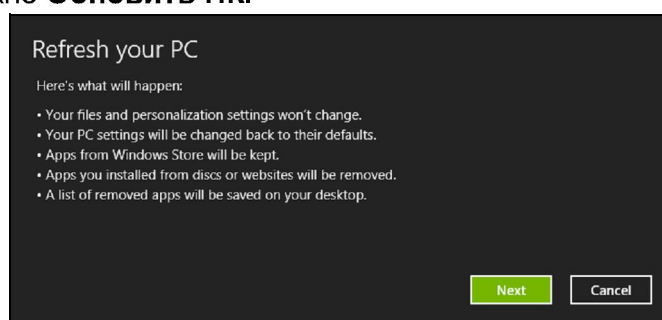 Обновить ПК.
Refresh your PC
Here's what will happen:
• Your files and personalization settings won't change.
• Your PC settings will be changed back to their defaults.
• Apps from Windows Store will be kept.
• Apps you installed from discs or websites will be removed.
• A list of removed apps will be saved on your desktop.
Next Cancel